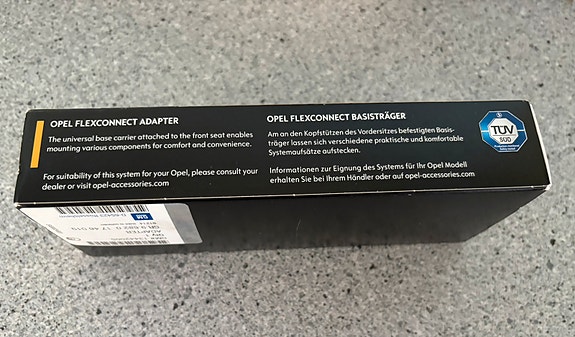 OPEL FLEXCONNECT ADAPTER
The universal base carrier attached to the front seat enables
mounting various components for comfort and convenience.
For suitability of this system for your Opel, please consult your
dealer or visit opel-accessories.com
OPEL FLEXCONNECT BASISTRÄGER
Am an den Kopfstützen des Vordersitzes befestigten Basis-
träger lassen sich verschiedene praktische und komfortable
Systemaufsätze aufstecken.
Informationen zur Eignung des Systems für Ihr Opel Modell
erhalten Sie bei ihrem Händler oder auf opel-accessories.com
TÜV
SÜD
GM
ADAPTER